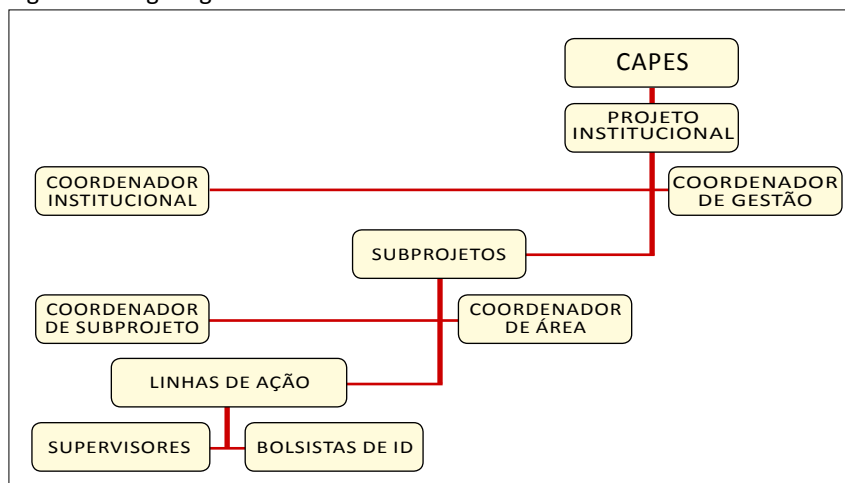 CAPES
PROJETO
INSTITUCIONAL
COORDENADOR
INSTITUCIONAL
COORDENADOR
DE GESTÃO
SUBPROJETOS
COORDENADOR
DE SUBPROJETO
COORDENADOR
DE ÁREA
LINHAS DE AÇÃO
SUPERVISORES
BOLSISTAS DE ID